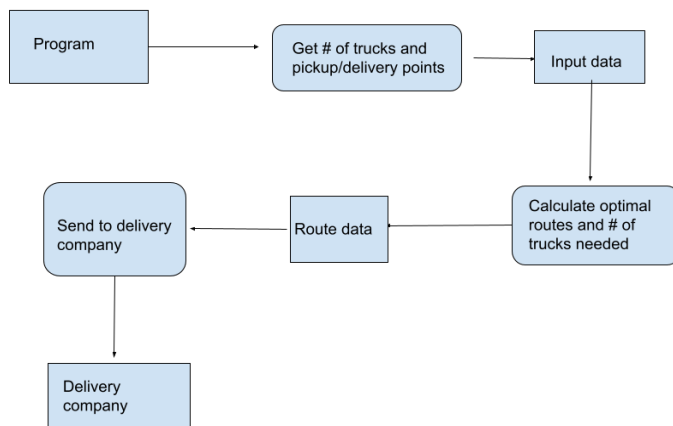 Program
Get # of trucks and
pickup/delivery points
Input data
Calculate optimal
routes and # of
trucks needed
Route data
Send to delivery
company
Delivery
company